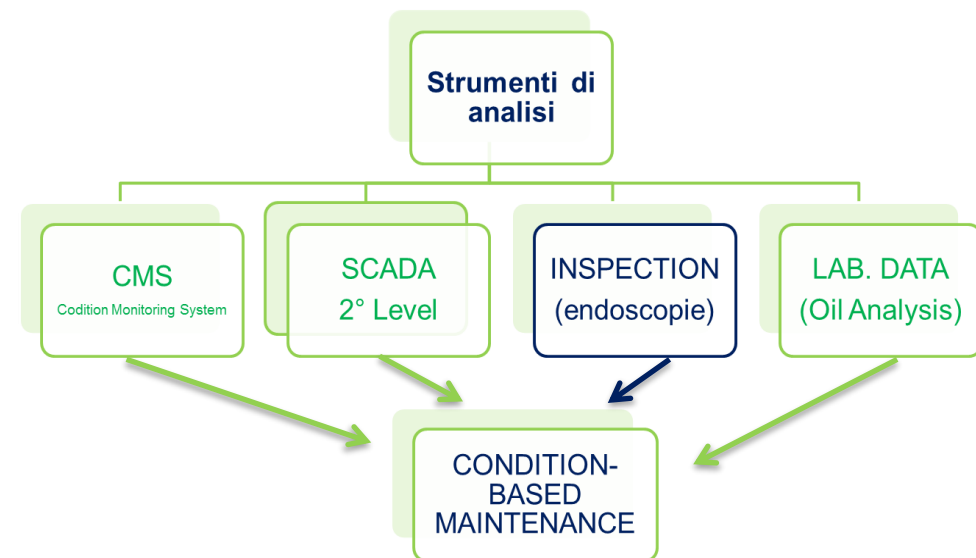 Strumenti di
analisi
CMS
Codition Monitoring System
SCADA
2° Level
INSPECTION
(endoscopie)
LAB. DATA
(Oil Analysis)
CONDITION-
BASED
MAINTENANCE